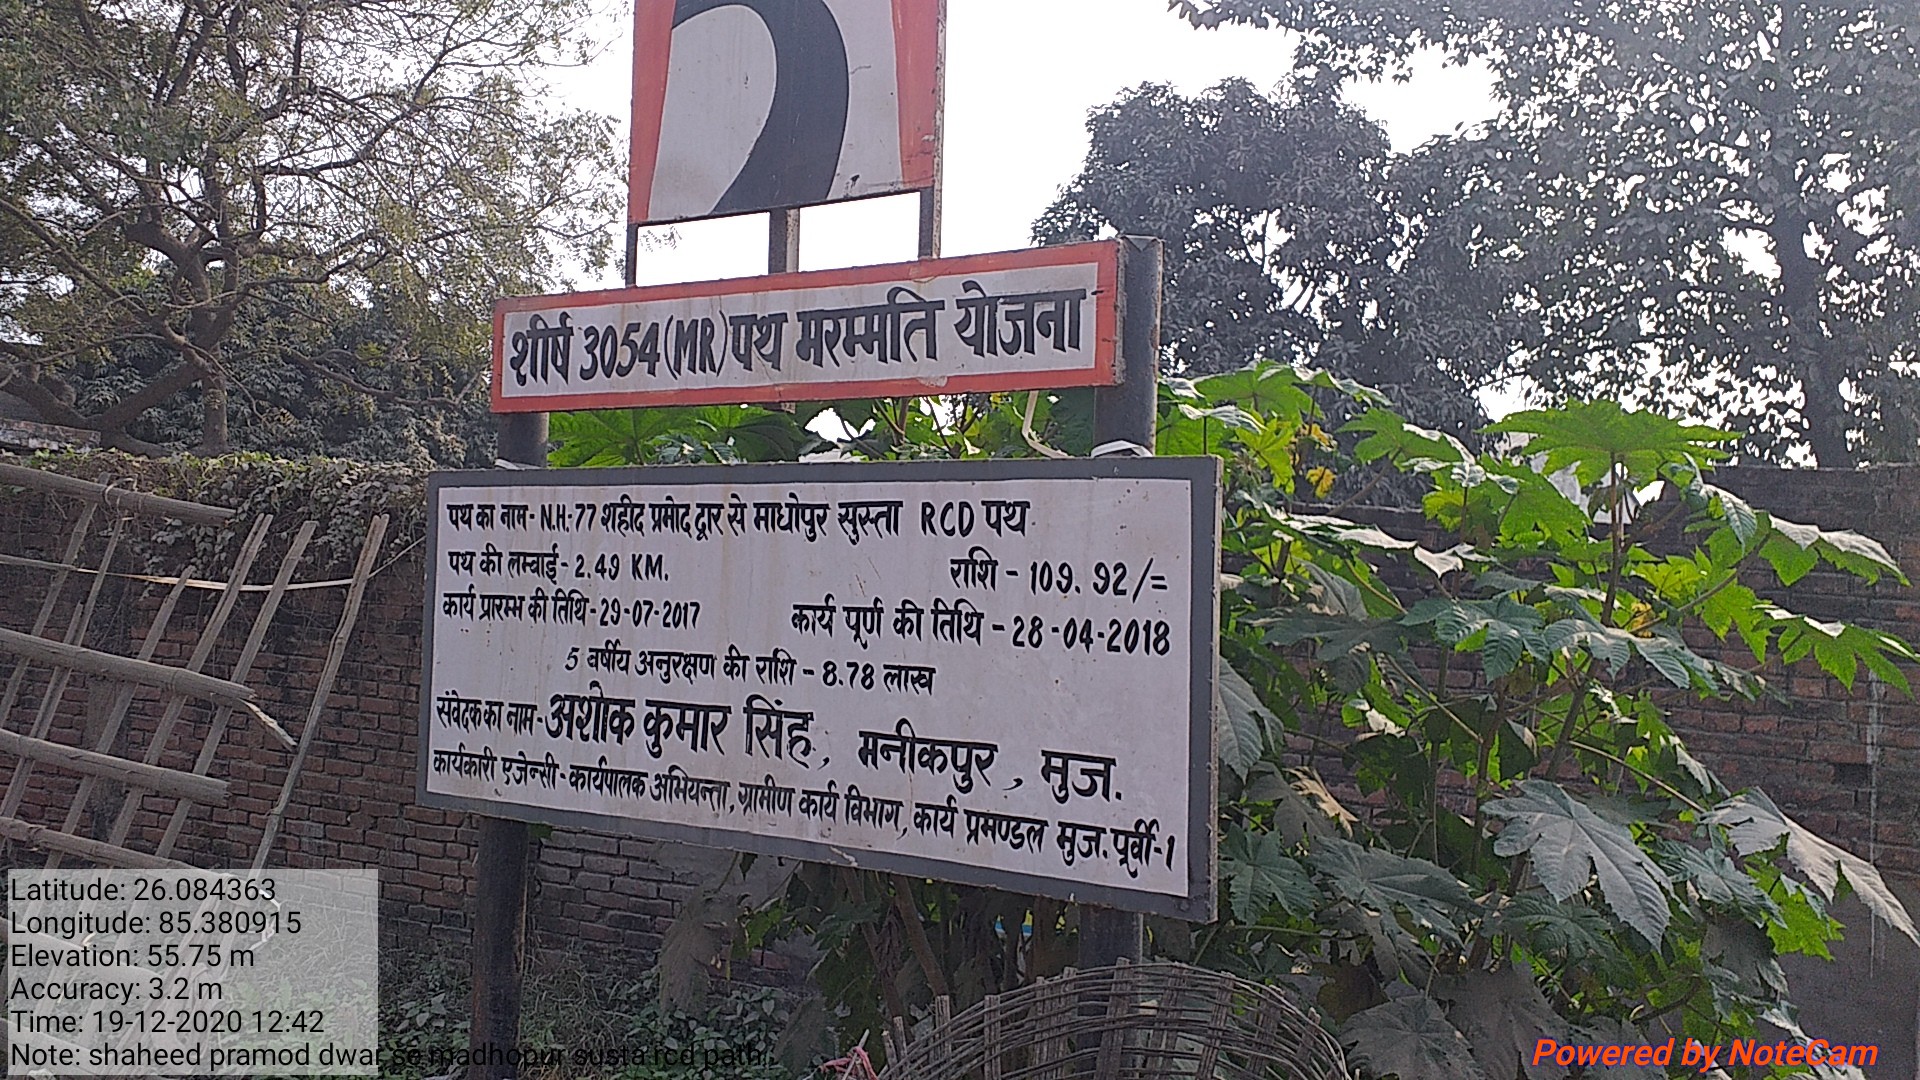 शीर्ष 3054 (MR) पथ मरम्मति योजना
पथ का नाम- N.H:-77 शहीद प्रमोद द्वार से माधोपुर सुस्ता RCD पथ
पथ की लम्बाई- 2.49 KM. राशि - 109.92/=
कार्य प्रारम्भ की तिथि-29-07-2017 कार्य पूर्ण की तिथि -28-04-2018
5 वर्षीय अनुरक्षण की राशि - 8.78 लाख
संवेदक का नाम- अशोक कुमार सिंह, मनीकपुर, मुज.
कार्यकारी एजेन्सी- कार्यपालक अभियन्ता, ग्रामीण कार्य विभाग, कार्य प्रमण्डल मुज. पूर्वी-1
Latitude: 26.084363
Longitude: 85.380915
Elevation: 55.75 m
Accuracy: 3.2 m
Time: 19-12-2020 12:42
Note: shaheed pramod dwar se madhopur susta rcd path
Powered by NoteCam